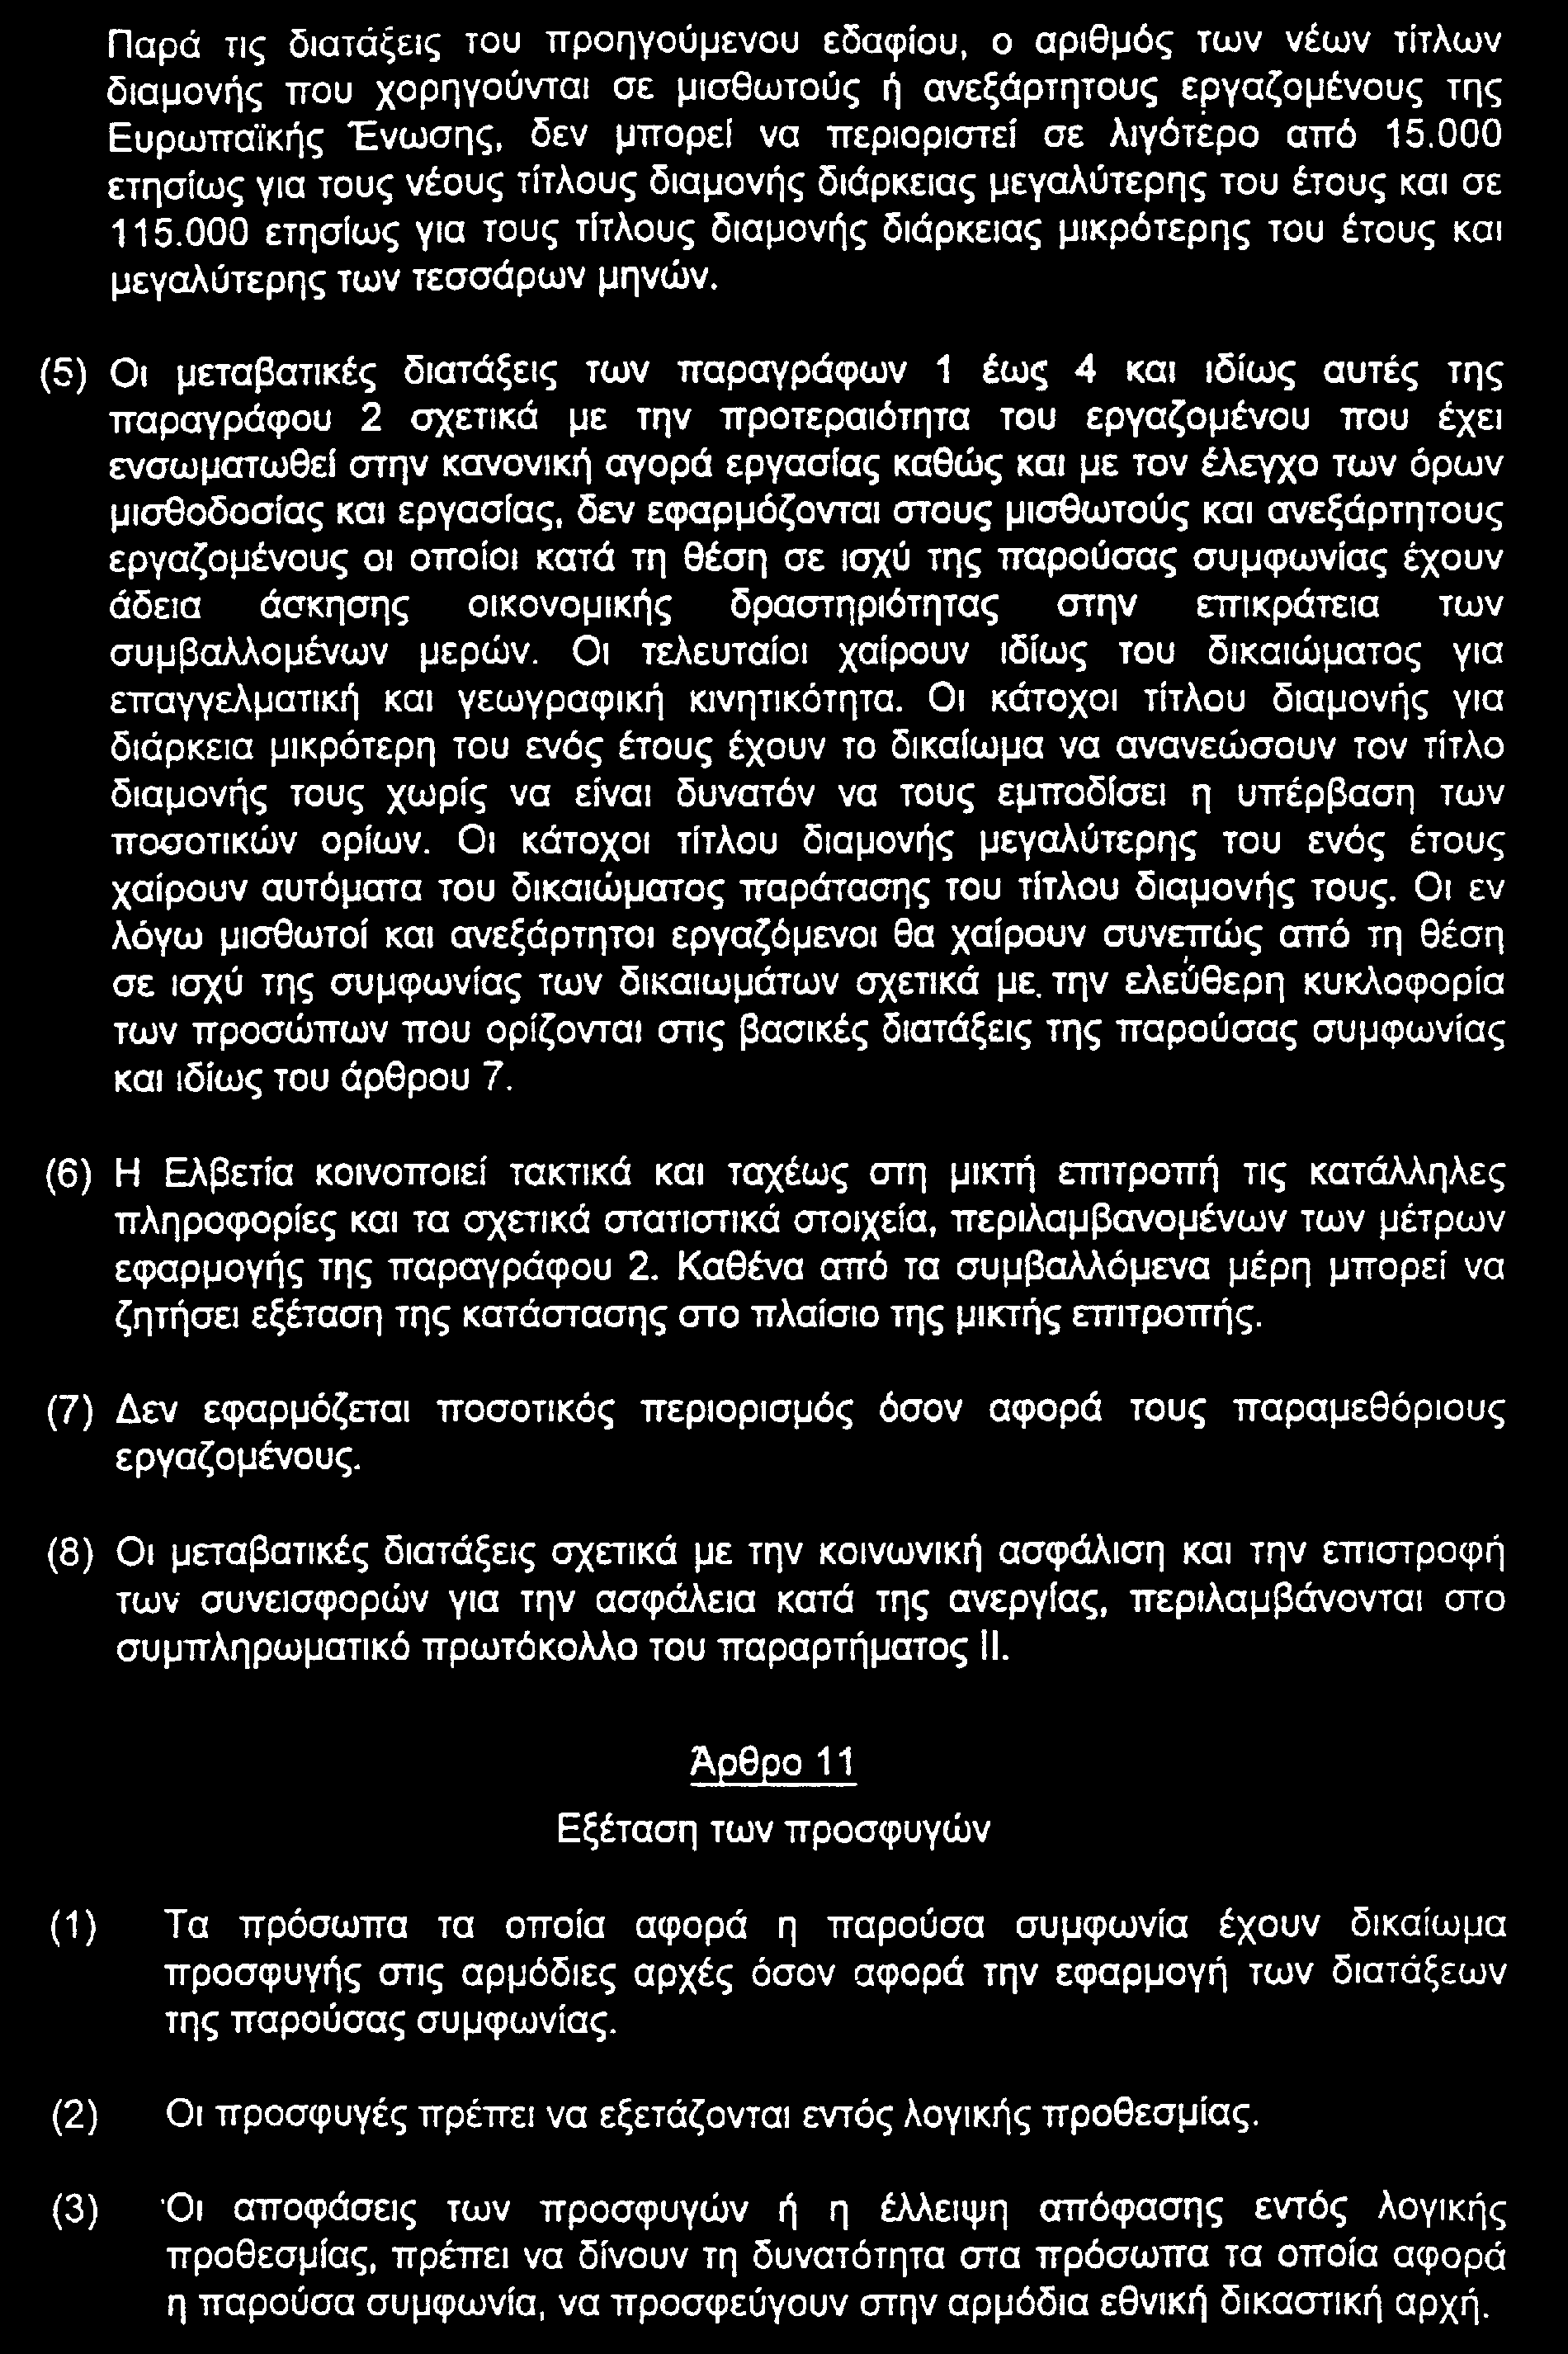 Παρά τις διατάξεις του προηγούμενου εδαφίου, ο αριθμός των νέων τίτλων
διαμονής που χορηγούνται σε μισθωτούς ή ανεξάρτητους εργαζομένους της
Ευρωπαϊκής Ένωσης, δεν μπορεί να περιοριστεί σε λιγότερο από 15.000
ετησίως για τους νέους τίτλους διαμονής διάρκειας μεγαλύτερης του έτους και σε
115.000 ετησίως για τους τίτλους διαμονής διάρκειας μικρότερης του έτους και
μεγαλύτερης των τεσσάρων μηνών.
(5) Οι μεταβατικές διατάξεις των παραγράφων 1 έως 4 και ιδίως αυτές της
παραγράφου 2 σχετικά με την προτεραιότητα του εργαζομένου που έχει
ενσωματωθεί στην κανονική αγορά εργασίας καθώς και με τον έλεγχο των όρων
μισθοδοσίας και εργασίας, δεν εφαρμόζονται στους μισθωτούς και ανεξάρτητους
εργαζομένους οι οποίοι κατά τη θέση σε ισχύ της παρούσας συμφωνίας έχουν
άδεια άσκησης οικονομικής δραστηριότητας στην επικράτεια των
συμβαλλομένων μερών. Οι τελευταίοι χαίρουν ιδίως του δικαιώματος για
επαγγελματική και γεωγραφική κινητικότητα. Οι κάτοχοι τίτλου διαμονής για
διάρκεια μικρότερη του ενός έτους έχουν το δικαίωμα να ανανεώσουν τον τίτλο
διαμονής τους χωρίς να είναι δυνατόν να τους εμποδίσει η υπέρβαση των
ποσοτικών ορίων. Οι κάτοχοι τίτλου διαμονής μεγαλύτερης του ενός έτους
χαίρουν αυτόματα του δικαιώματος παράτασης του τίτλου διαμονής τους. Οι εν
λόγω μισθωτοί και ανεξάρτητοι εργαζόμενοι θα χαίρουν συνεπώς από τη θέση
σε ισχύ της συμφωνίας των δικαιωμάτων σχετικά με. την ελεύθερη κυκλοφορία
των προσώπων που ορίζονται στις βασικές διατάξεις της παρούσας συμφωνίας
και ιδίως του άρθρου 7.
(6) Η Ελβετία κοινοποιεί τακτικά και ταχέως στη μικτή επιτροπή τις κατάλληλες
πληροφορίες και τα σχετικά στατιστικά στοιχεία, περιλαμβανομένων των μέτρων
εφαρμογής της παραγράφου 2. Καθένα από τα συμβαλλόμενα μέρη μπορεί να
ζητήσει εξέταση της κατάστασης στο πλαίσιο της μικτής επιτροπής.
(7) Δεν εφαρμόζεται ποσοτικός περιορισμός όσον αφορά τους παραμεθόριους
εργαζομένους.
(8) Οι μεταβατικές διατάξεις σχετικά με την κοινωνική ασφάλιση και την επιστροφή
των συνεισφορών για την ασφάλεια κατά της ανεργίας, περιλαμβάνονται στο
συμπληρωματικό πρωτόκολλο του παραρτήματος ΙΙ.
Άρθρο 11
Εξέταση των προσφυγών
(1) Τα πρόσωπα τα οποία αφορά η παρούσα συμφωνία έχουν δικαίωμα
προσφυγής στις αρμόδιες αρχές όσον αφορά την εφαρμογή των διατάξεων
της παρούσας συμφωνίας.
(2) Οι προσφυγές πρέπει να εξετάζονται εντός λογικής προθεσμίας.
(3) Οι αποφάσεις των προσφυγών ή η έλλειψη απόφασης εντός λογικής
προθεσμίας, πρέπει να δίνουν τη δυνατότητα στα πρόσωπα τα οποία αφορά
η παρούσα συμφωνία, να προσφεύγουν στην αρμόδια εθνική δικαστική αρχή.